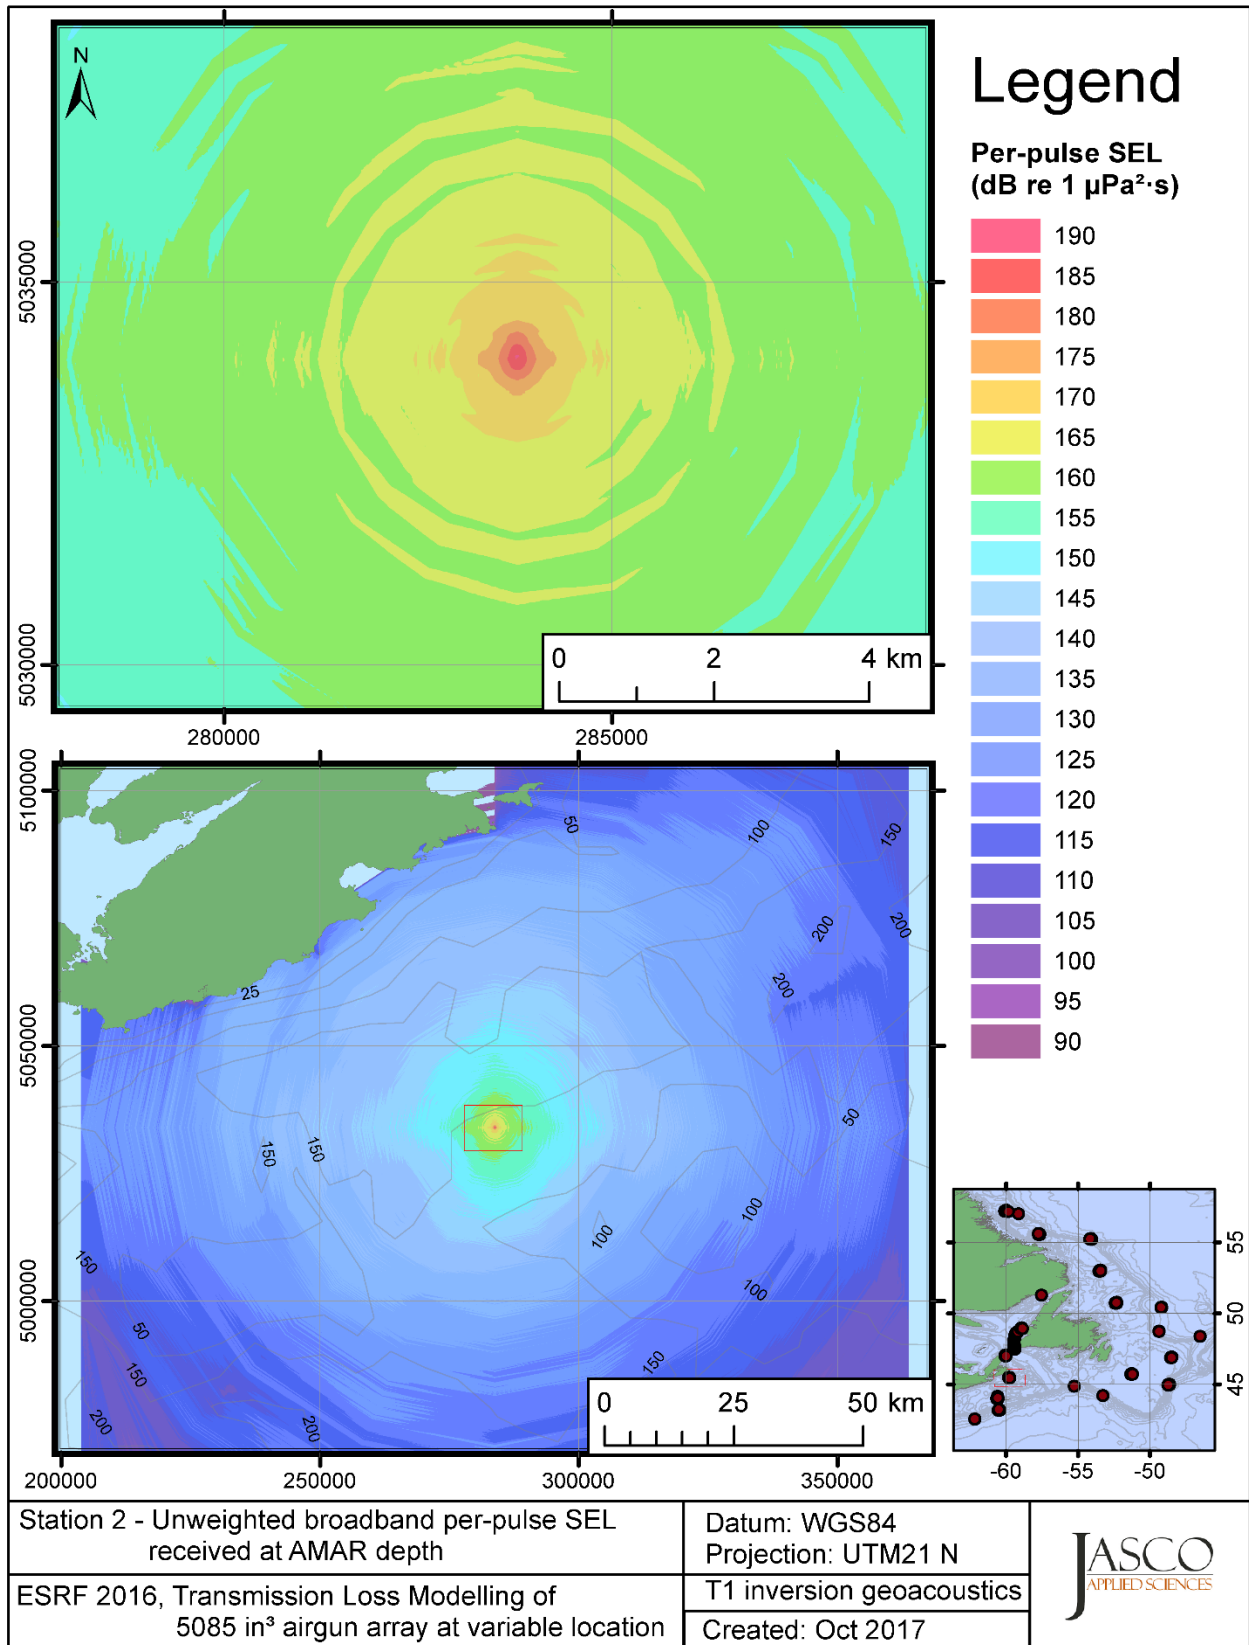 N
5035000
5030000
0 2 4 km
280000 285000
Legend
Per-pulse SEL
(dB re 1 µPa²·s)
190
185
180
175
170
165
160
155
150
145
140
135
130
125
120
115
110
105
100
95
90
5100000
5050000
5000000
50
100
150
200
200
200
25
150
150
50
100
100
100
150
50
150
200
150
200
0 25 50 km
200000 250000 300000 350000
55
50
45
-60 -55 -50
Station 2 - Unweighted broadband per-pulse SEL
received at AMAR depth
ESRF 2016, Transmission Loss Modelling of
5085 in³ airgun array at variable location
Datum: WGS84
Projection: UTM21 N
T1 inversion geoacoustics
Created: Oct 2017
JASCO
APPLIED SCIENCES